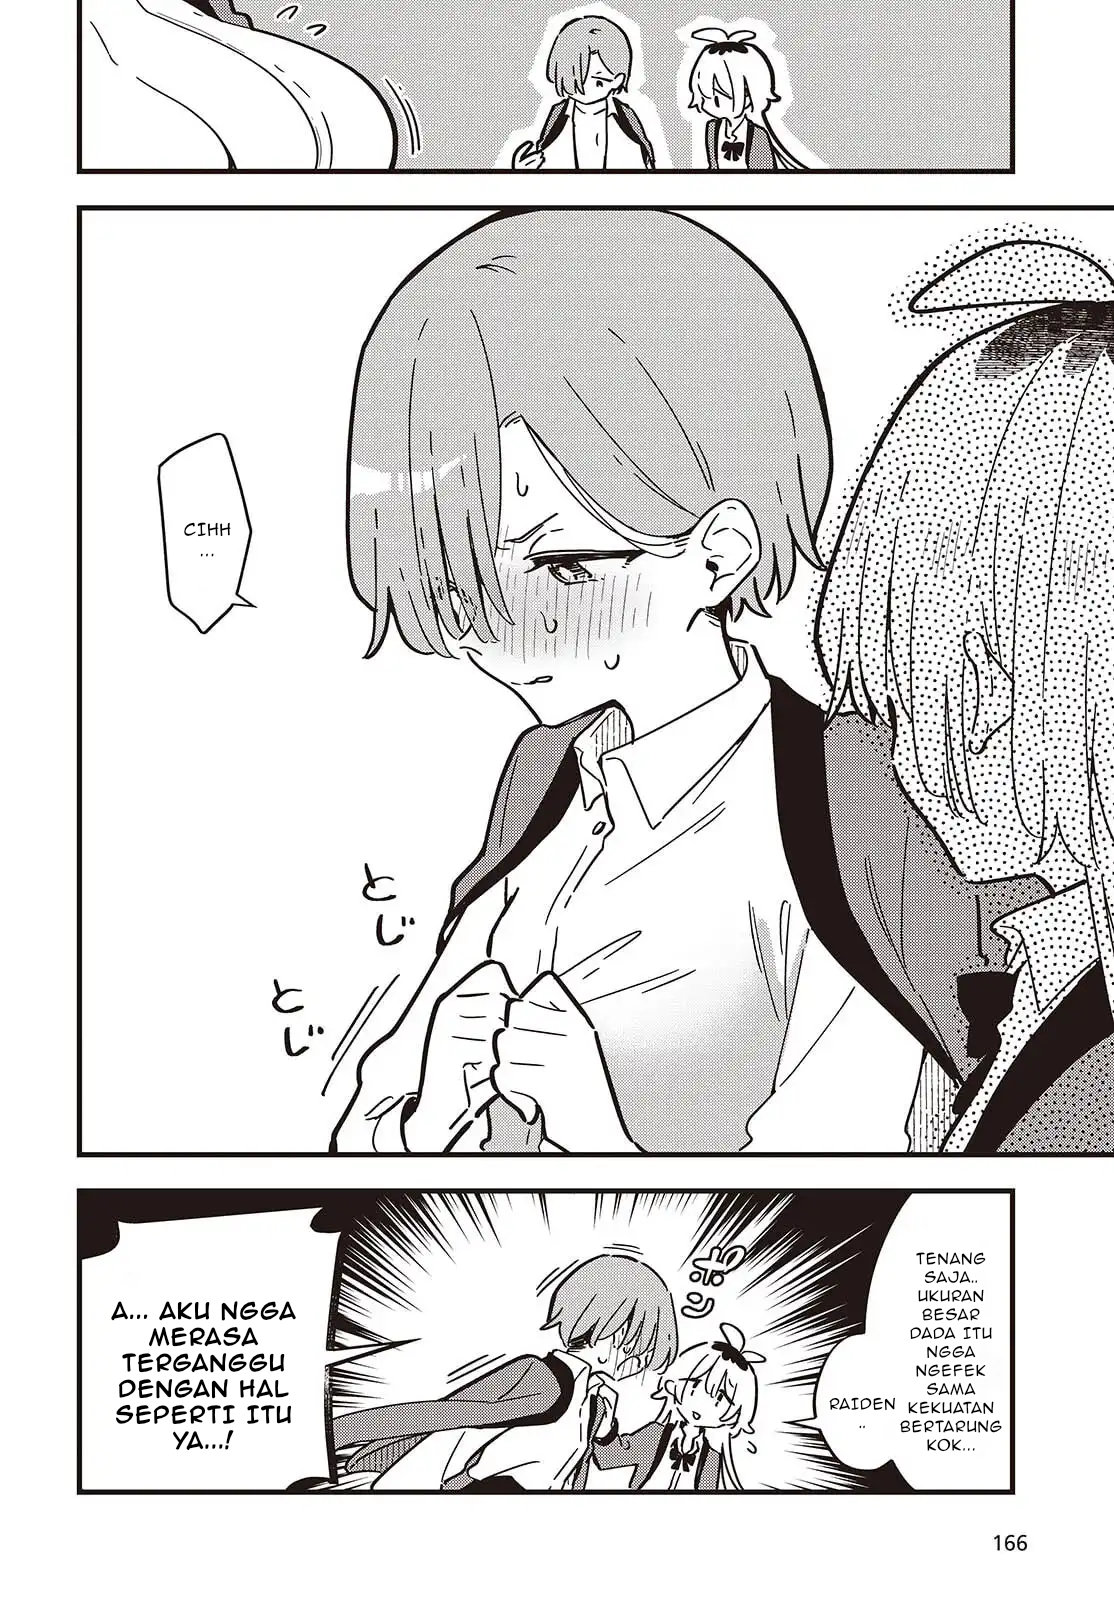 CIHH
...
とじ
とじ
TENANG
SAJA..
UKURAN
BESAR
DADA ITU
NGGA
NGEFEK
SAMA
KEKUATAN
BERTARUNG
KOK...
RAIDEN
..
ポン
A... AKU NGGA
MERASA
TERGANGGU
DENGAN HAL
SEPERTI ITU
YA...!
166